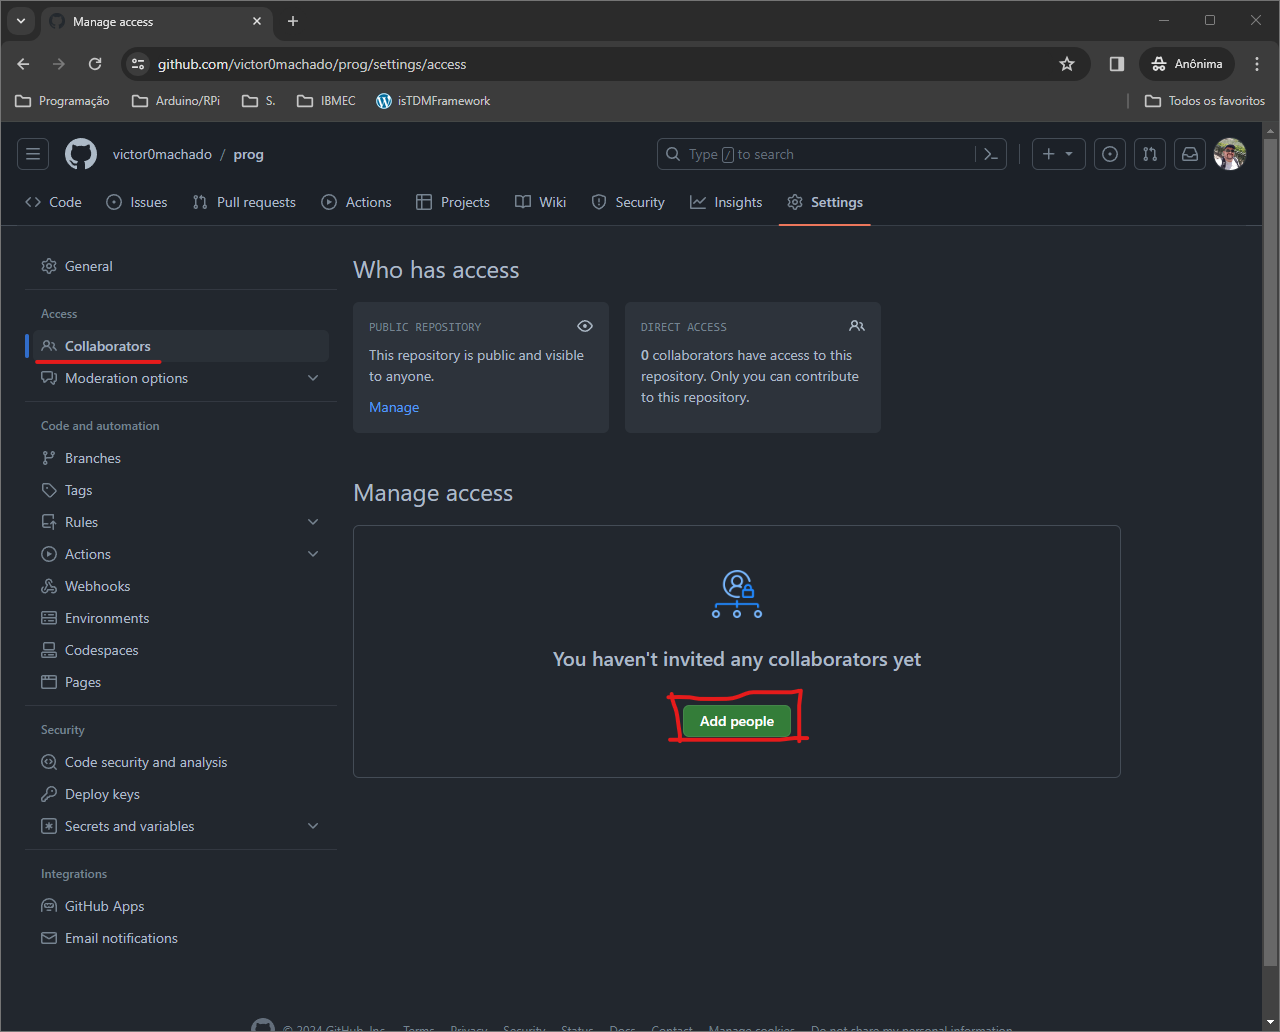 Manage access
github.com/victor0machado/prog/settings/access
Anônima
Programação
Arduino/RPi
S.
IBMEC
isTDMFramework
Todos os favoritos
victor0machado / prog
Type / to search
Code
Issues
Pull requests
Actions
Projects
Wiki
Security
Insights
Settings
General
Access
Collaborators
Moderation options
Code and automation
Branches
Tags
Rules
Actions
Webhooks
Environments
Codespaces
Pages
Security
Code security and analysis
Deploy keys
Secrets and variables
Integrations
GitHub Apps
Email notifications
Who has access
PUBLIC REPOSITORY
This repository is public and visible
to anyone.
Manage
DIRECT ACCESS
0 collaborators have access to this
repository. Only you can contribute
to this repository.
Manage access
You haven't invited any collaborators yet
Add people
© 2024 GitHub, Inc.
Terms
Privacy
Security
Status
Docs
Contact
Manage cookies
Do not share my personal information